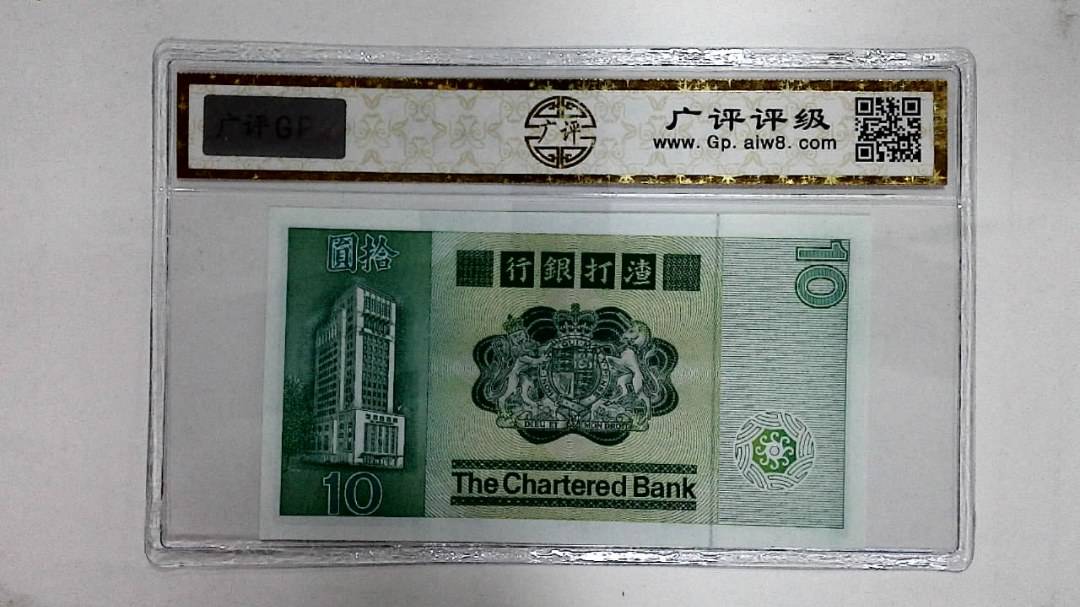 广评GP
广评
广评评级
www. Gp. aiw8. com
圓拾
行銀打渣
10
DIEU ET MON DROIT
The Chartered Bank
10